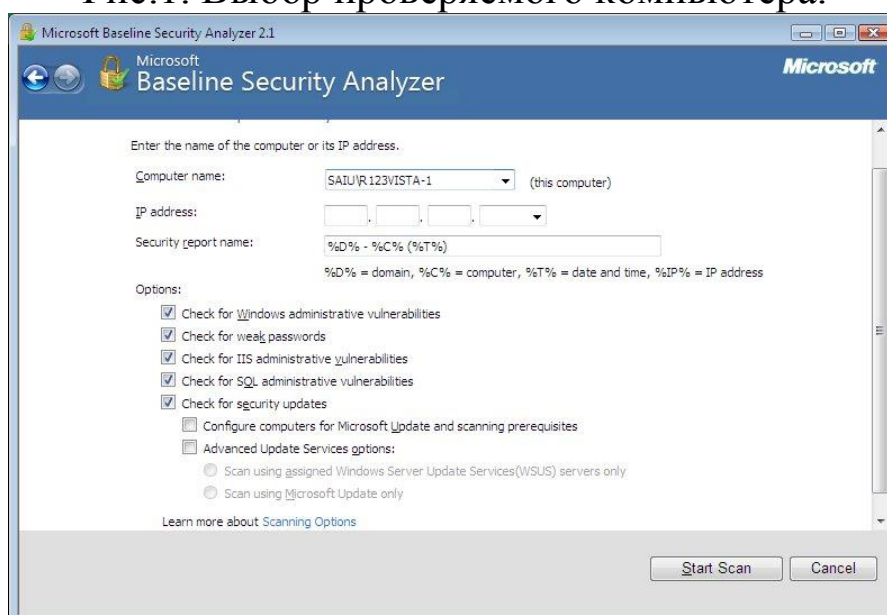 Рис.1. Выбор проверяемого компьютера.
Microsoft Baseline Security Analyzer 2.1
Microsoft
Baseline Security Analyzer
Microsoft
Enter the name of the computer or its IP address.
Computer name: SAIU\R123VISTA-1 (this computer)
IP address: . . .
Security report name: %D% - %C% (%T%)
%D% = domain, %C% = computer, %T% = date and time, %IP% = IP address
Options:
Check for Windows administrative vulnerabilities
Check for weak passwords
Check for IIS administrative vulnerabilities
Check for SQL administrative vulnerabilities
Check for security updates
Configure computers for Microsoft Update and scanning prerequisites
Advanced Update Services options:
Scan using assigned Windows Server Update Services(WSUS) servers only
Scan using Microsoft Update only
Learn more about Scanning Options
Start Scan Cancel